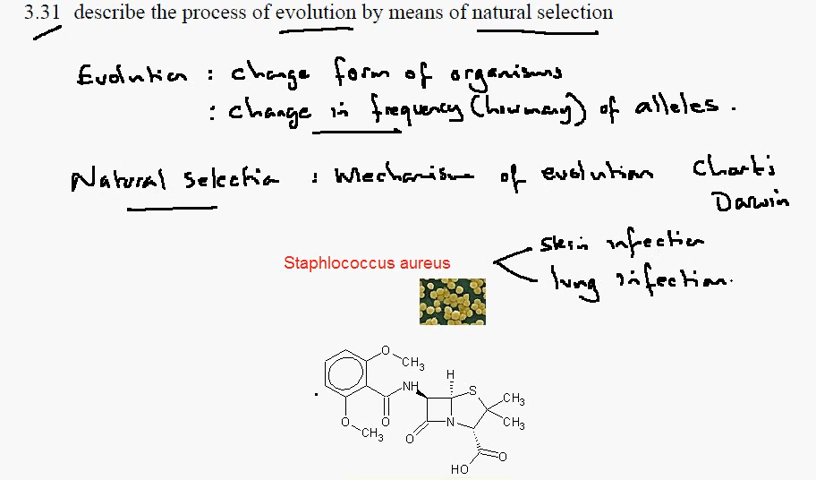 3.31 describe the process of evolution by means of natural selection
Evolution : change form of organisms
: change in frequency (how many) of alleles.
Natural selection : Mechanism of evolution Charles
Darwin
Staphlococcus aureus
skin infection
lung infection.
O
CH3
H
NH
S
CH3
O
N
CH3
O
CH3
O
O
HO